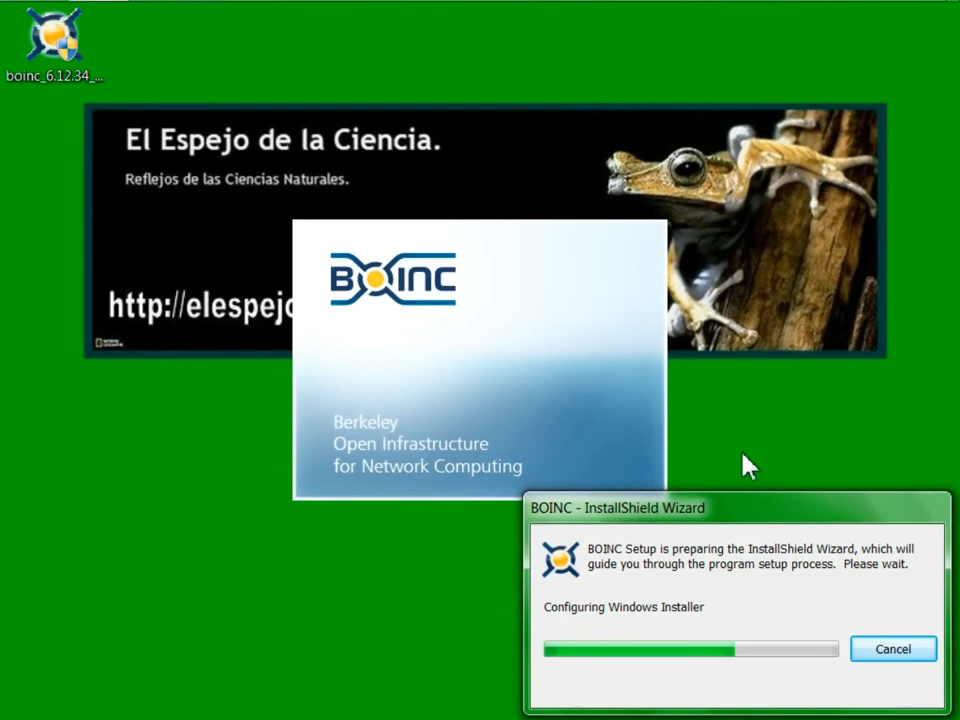 boinc_6.12.34_...
El Espejo de la Ciencia.
Reflejos de las Ciencias Naturales.
http://elespejo
BOINC
Berkeley
Open Infrastructure
for Network Computing
BOINC - InstallShield Wizard
BOINC Setup is preparing the InstallShield Wizard, which will
guide you through the program setup process. Please wait.
Configuring Windows Installer
Cancel